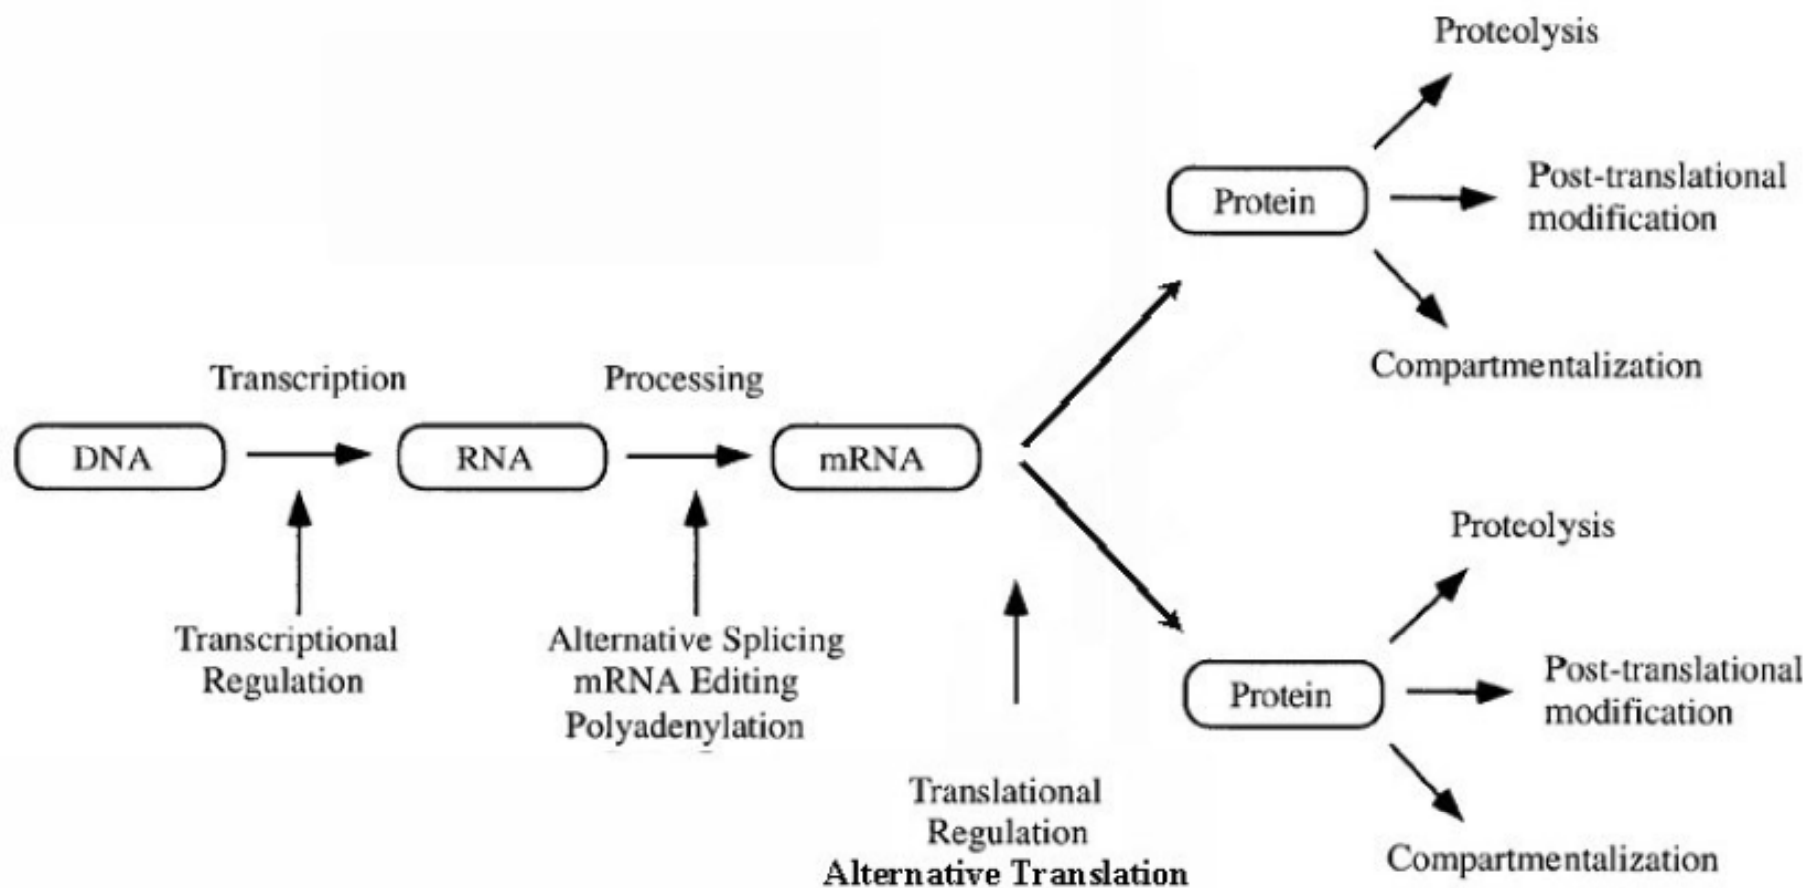 Proteolysis
Protein
Post-translational
modification
Compartmentalization
Transcription
Processing
DNA
RNA
mRNA
Transcriptional
Regulation
Alternative Splicing
mRNA Editing
Polyadenylation
Translational
Regulation
Alternative Translation
Proteolysis
Protein
Post-translational
modification
Compartmentalization